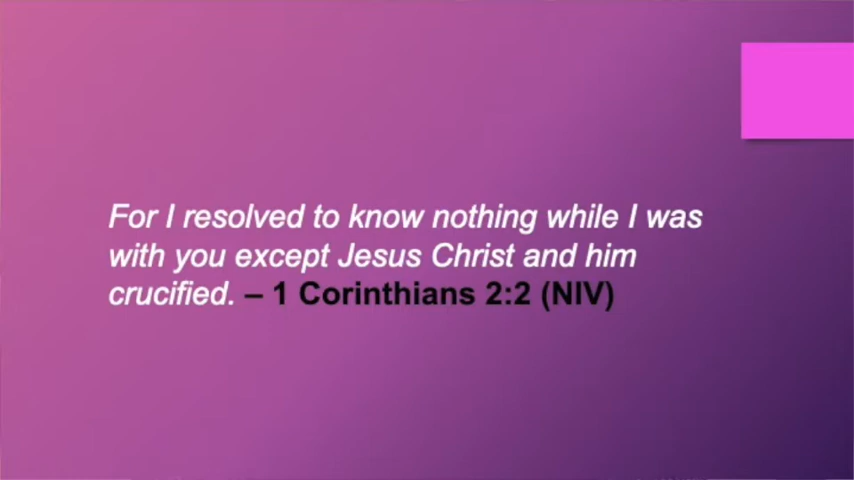 For I resolved to know nothing while I was
with you except Jesus Christ and him
crucified. – 1 Corinthians 2:2 (NIV)